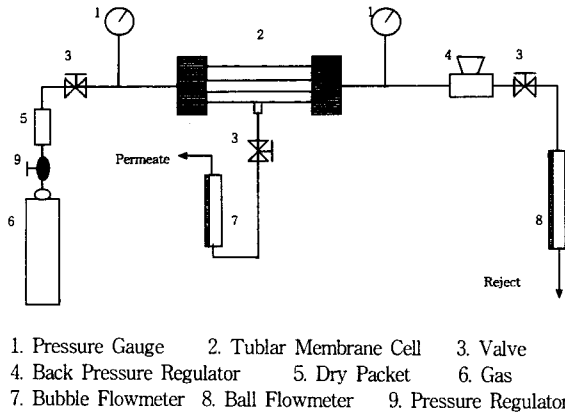 1
1
3
2
4
3
5
9
Permeate
3
6
7
8
Reject
1. Pressure Gauge 2. Tublar Membrane Cell 3. Valve
4. Back Pressure Regulator 5. Dry Packet 6. Gas
7. Bubble Flowmeter 8. Ball Flowmeter 9. Pressure Regulator